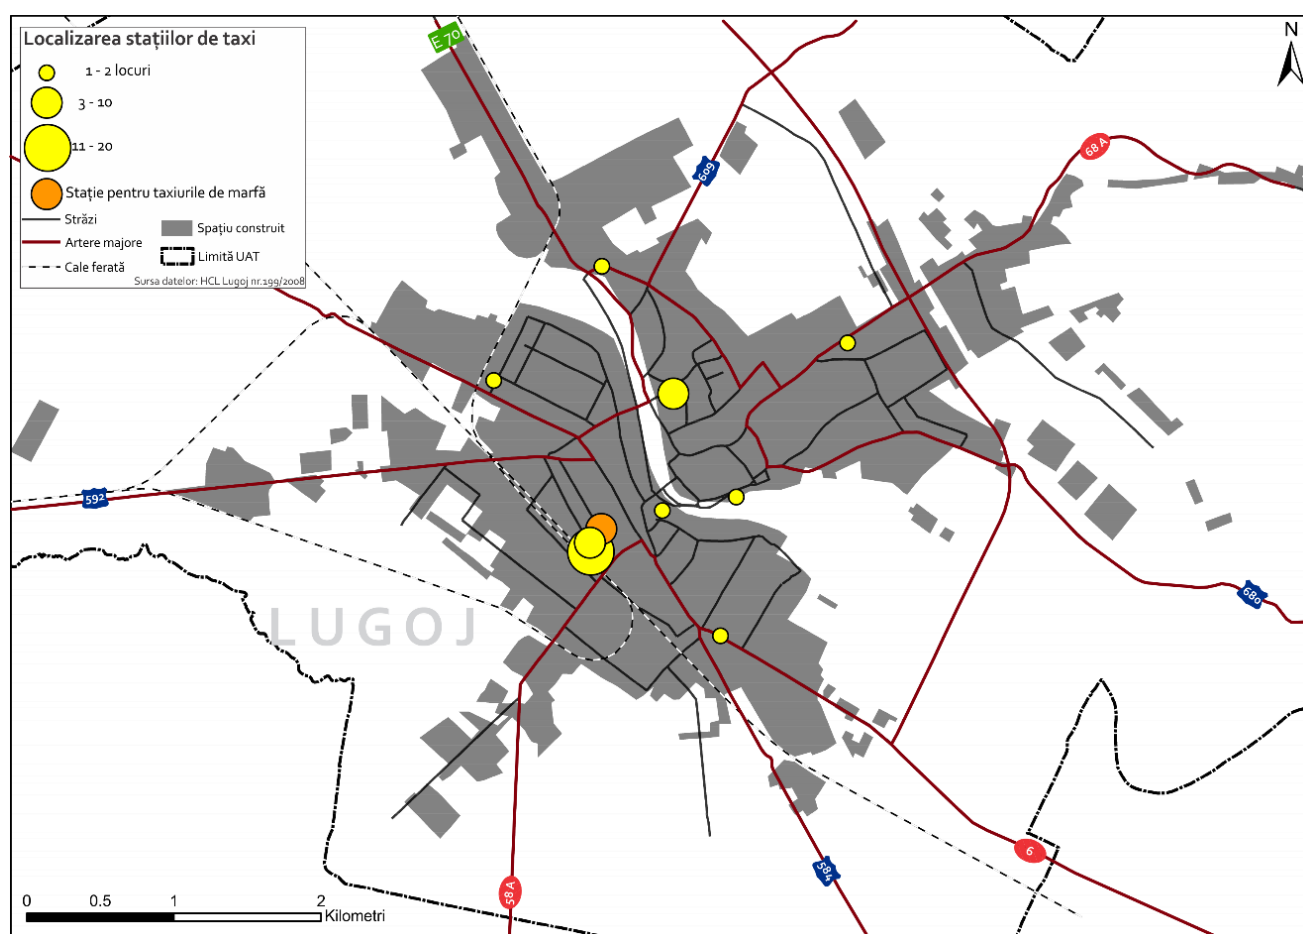 Localizarea stațiilor de taxi
1 - 2 locuri
3 - 10
11 - 20
Stație pentru taxiurile de marfă
Străzi
Artere majore
Cale ferată
Spațiu construit
Limită UAT
Sursa datelor: HCL Lugoj nr.199/2008
E 70
N
609
68 A
592
LUGOJ
680
6
584
58 A
0 0.5 1 2
Kilometri